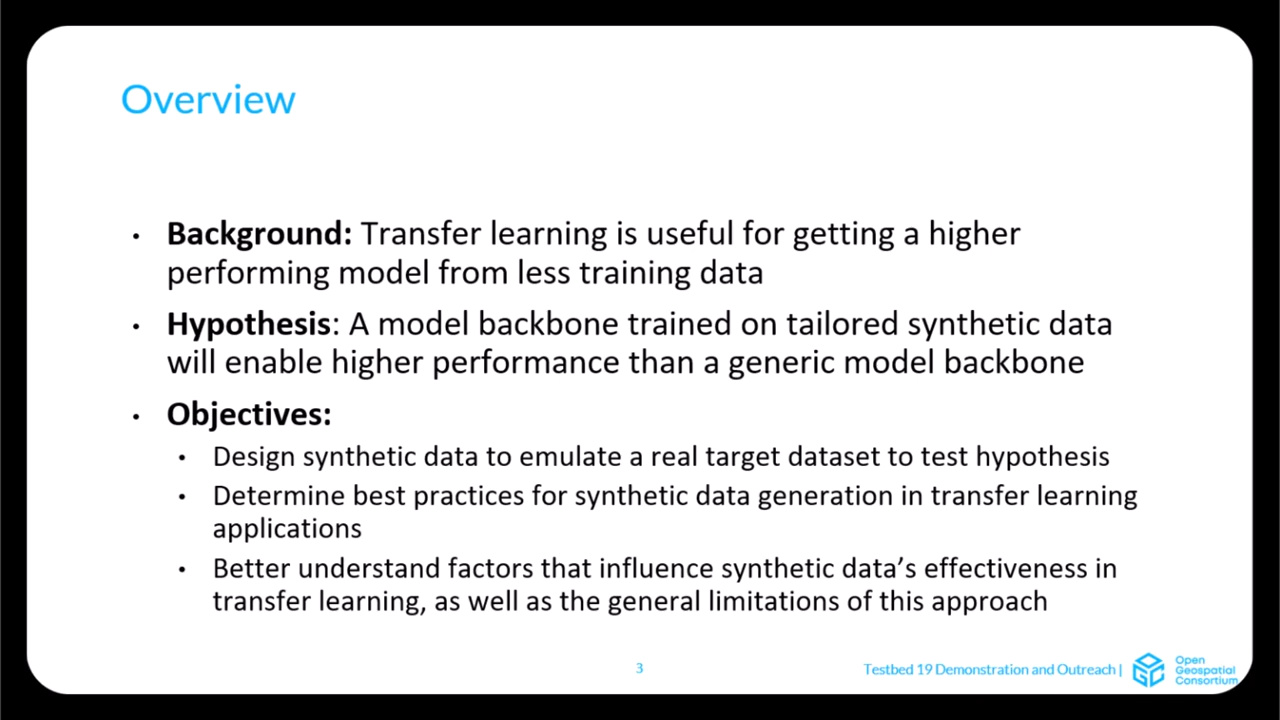 Overview
• Background: Transfer learning is useful for getting a higher
performing model from less training data
• Hypothesis: A model backbone trained on tailored synthetic data
will enable higher performance than a generic model backbone
• Objectives:
• Design synthetic data to emulate a real target dataset to test hypothesis
• Determine best practices for synthetic data generation in transfer learning
applications
• Better understand factors that influence synthetic data’s effectiveness in
transfer learning, as well as the general limitations of this approach
3
Testbed 19 Demonstration and Outreach |
OGC
Open
Geospatial
Consortium